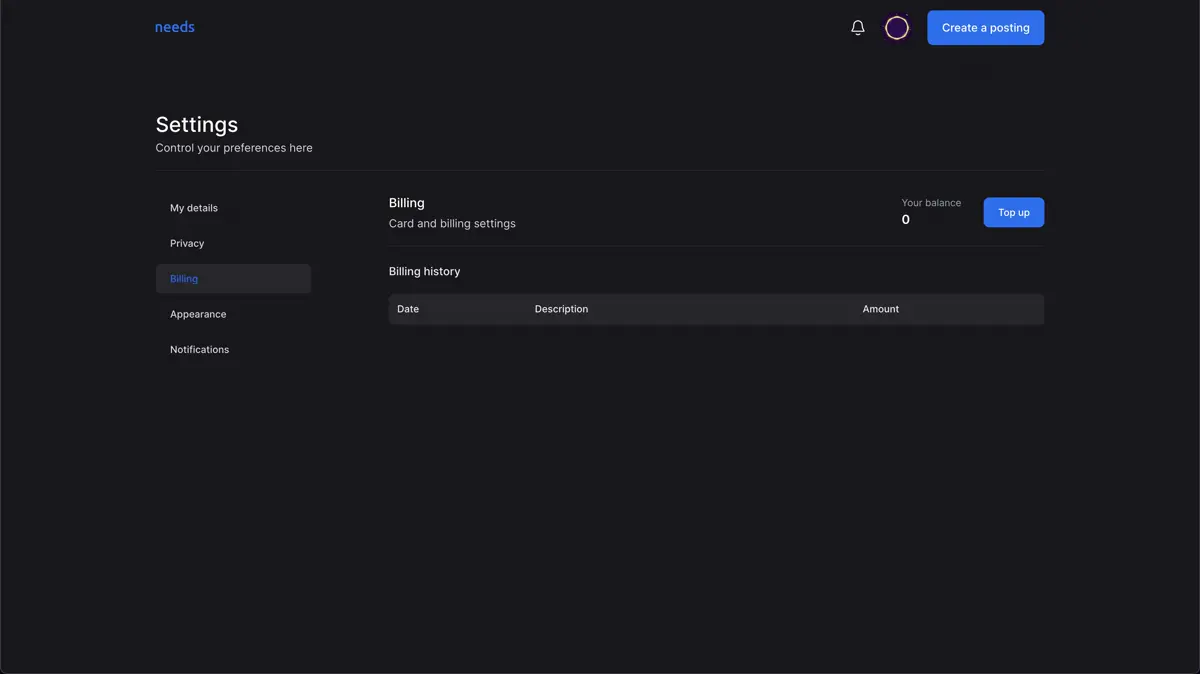 needs
Create a posting
Settings
Control your preferences here
My details
Privacy
Billing
Appearance
Notifications
Billing
Card and billing settings
Your balance
0
Top up
Billing history
Date Description Amount